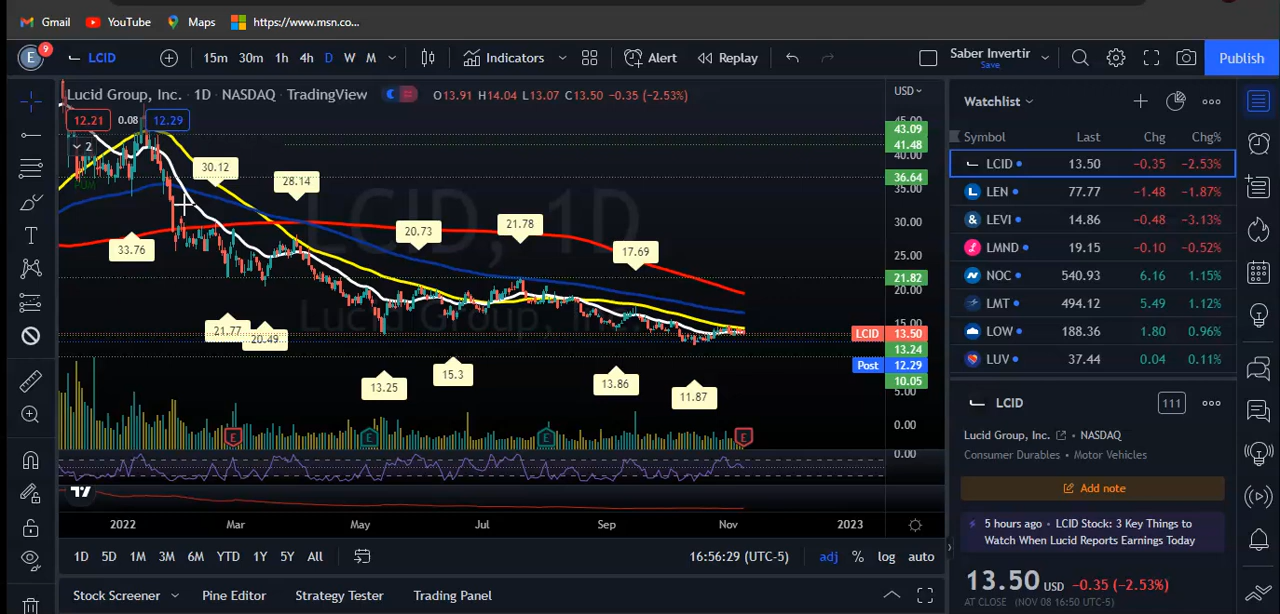 Gmail YouTube Maps https://www.msn.co...
E 9 LCID 15m 30m 1h 4h D W M Indicators Alert Replay Saber Invertir Save Publish
Lucid Group, Inc. · 1D · NASDAQ · TradingView O13.91 H14.04 L13.07 C13.50 −0.35 (−2.53%) USD
12.21 0.08 12.29
2
LCID, 1D
Lucid Group, Inc.
45.00
43.09
41.48
40.00
36.64
35.00
30.00
25.00
21.82
20.00
15.00
LCID 13.50
13.24
Post 12.29
10.05
5.00
0.00
0.00
30.12
28.14
33.76
20.73
21.78
17.69
21.77
20.49
13.25
15.3
13.86
11.87
E E E E
2022 Mar May Jul Sep Nov 2023
1D 5D 1M 3M 6M YTD 1Y 5Y All 16:56:29 (UTC-5) adj % log auto
Stock Screener Pine Editor Strategy Tester Trading Panel
Watchlist
Symbol Last Chg Chg%
LCID 13.50 −0.35 −2.53%
LEN 77.77 −1.48 −1.87%
LEVI 14.86 −0.48 −3.13%
LMND 19.15 −0.10 −0.52%
NOC 540.93 6.16 1.15%
LMT 494.12 5.49 1.12%
LOW 188.36 1.80 0.96%
LUV 37.44 0.04 0.11%
LCID
Lucid Group, Inc. • NASDAQ
Consumer Durables • Motor Vehicles
Add note
5 hours ago • LCID Stock: 3 Key Things to
Watch When Lucid Reports Earnings Today
13.50 USD −0.35 (−2.53%)
AT CLOSE (NOV 08 16:50 UTC-5)